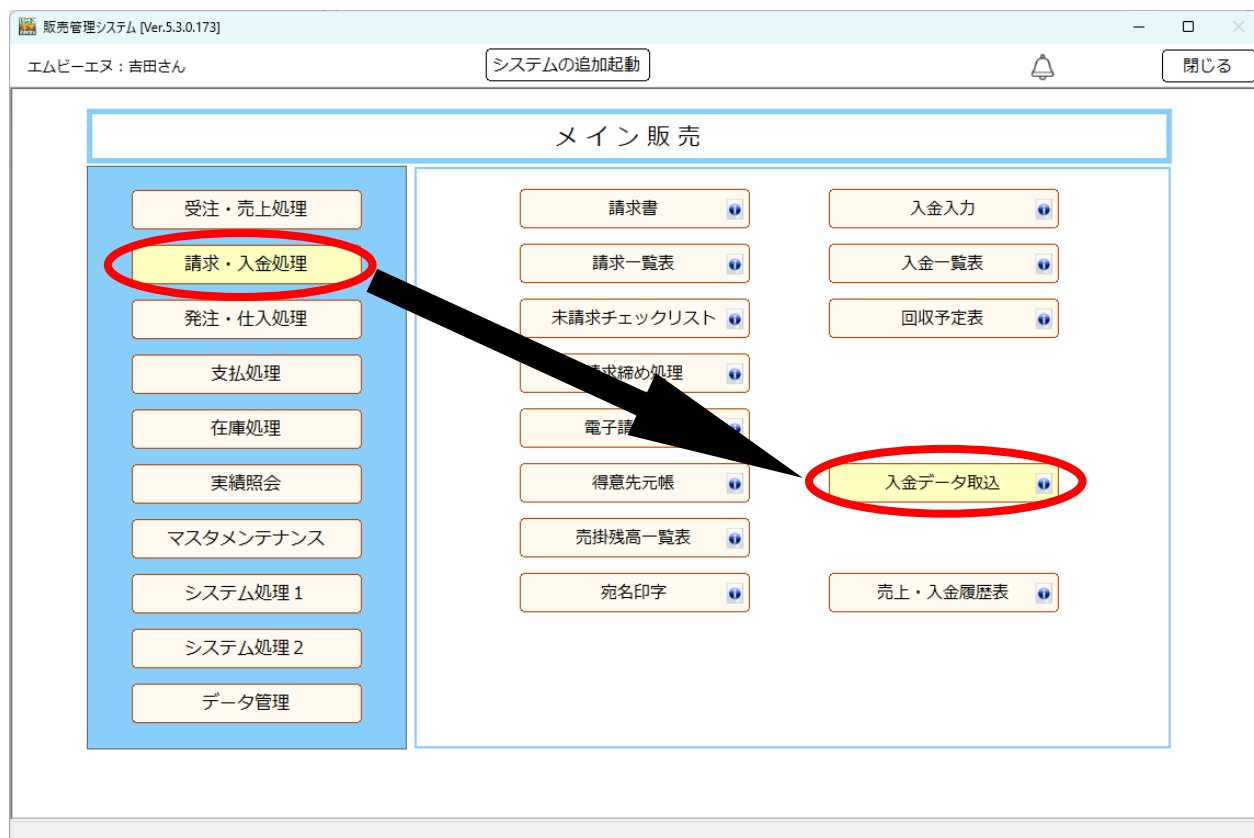 販売管理システム [Ver.5.3.0.173]
エムビーエヌ：吉田さん
システムの追加起動
閉じる
メイン販売
受注・売上処理
請求・入金処理
発注・仕入処理
支払処理
在庫処理
実績照会
マスタメンテナンス
システム処理１
システム処理２
データ管理
請求書
請求一覧表
未請求チェックリスト
求締め処理
電子請
得意先元帳
売掛残高一覧表
宛名印字
入金入力
入金一覧表
回収予定表
入金データ取込
売上・入金履歴表